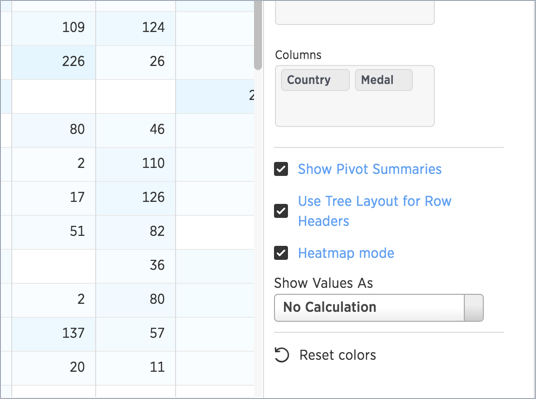 109 124
226 26
2
80 46
2 110
17 126
51 82
36
2 80
137 57
20 11
Columns
Country Medal
Show Pivot Summaries
Use Tree Layout for Row
Headers
Heatmap mode
Show Values As
No Calculation
Reset colors